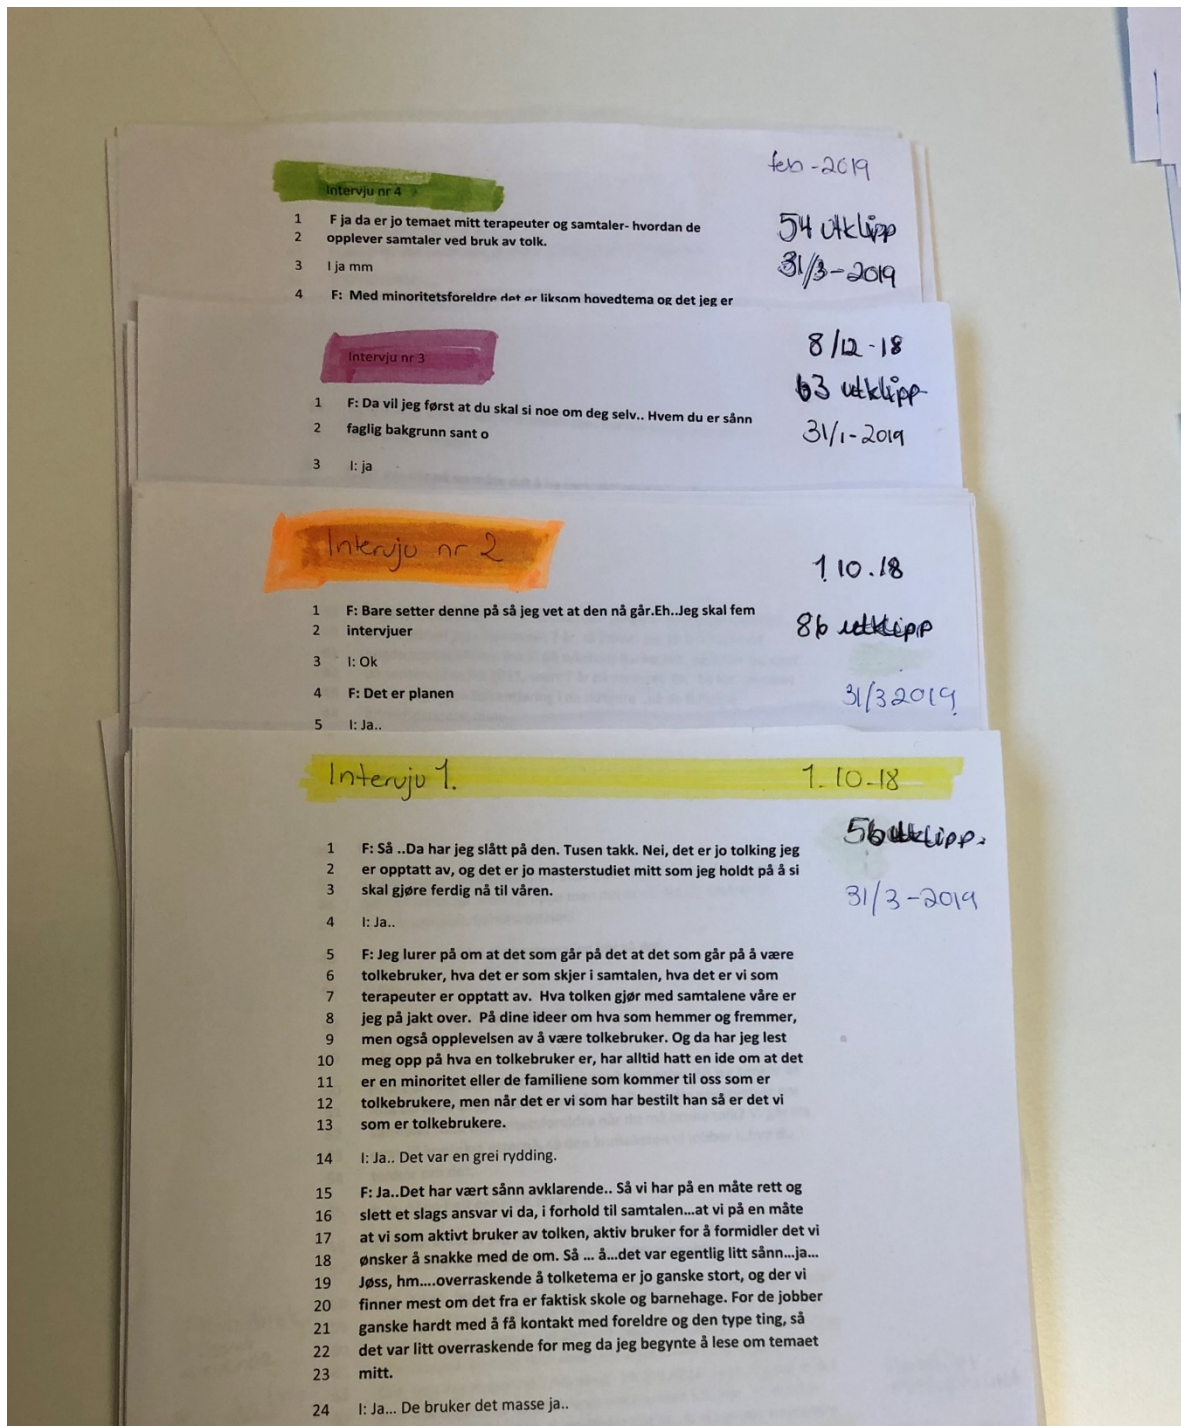 feb-2019
Intervju nr 4
54 utklipp
31/3-2019
1 F ja da er jo temaet mitt terapeuter og samtaler- hvordan de
2 opplever samtaler ved bruk av tolk.
3 I ja mm
4 F: Med minoritetsforeldre det er liksom hovedtema og det jeg er
8/12-18
Intervju nr 3
63 utklipp
31/1-2019
1 F: Da vil jeg først at du skal si noe om deg selv.. Hvem du er sånn
2 faglig bakgrunn sant o
3 I: ja
Intervju nr 2
1.10.18
86 utklipp
31/3 2019
1 F: Bare setter denne på så jeg vet at den nå går.Eh..Jeg skal fem
2 intervjuer
3 I: Ok
4 F: Det er planen
5 I: Ja..
Intervju 1. 1.10-18
56 utklipp.
31/3-2019
1 F: Så ..Da har jeg slått på den. Tusen takk. Nei, det er jo tolking jeg
2 er opptatt av, og det er jo masterstudiet mitt som jeg holdt på å si
3 skal gjøre ferdig nå til våren.
4 I: Ja..
5 F: Jeg lurer på om at det som går på det at det som går på å være
6 tolkebruker, hva det er som skjer i samtalen, hva det er vi som
7 terapeuter er opptatt av. Hva tolken gjør med samtalene våre er
8 jeg på jakt over. På dine ideer om hva som hemmer og fremmer,
9 men også opplevelsen av å være tolkebruker. Og da har jeg lest
10 meg opp på hva en tolkebruker er, har alltid hatt en ide om at det
11 er en minoritet eller de familiene som kommer til oss som er
12 tolkebrukere, men når det er vi som har bestilt han så er det vi
13 som er tolkebrukere.
14 I: Ja.. Det var en grei rydding.
15 F: Ja..Det har vært sånn avklarende.. Så vi har på en måte rett og
16 slett et slags ansvar vi da, i forhold til samtalen...at vi på en måte
17 at vi som aktivt bruker av tolken, aktiv bruker for å formidler det vi
18 ønsker å snakke med de om. Så ... å...det var egentlig litt sånn...ja...
19 Jøss, hm....overraskende å tolketema er jo ganske stort, og der vi
20 finner mest om det fra er faktisk skole og barnehage. For de jobber
21 ganske hardt med å få kontakt med foreldre og den type ting, så
22 det var litt overraskende for meg da jeg begynte å lese om temaet
23 mitt.
24 I: Ja... De bruker det masse ja..